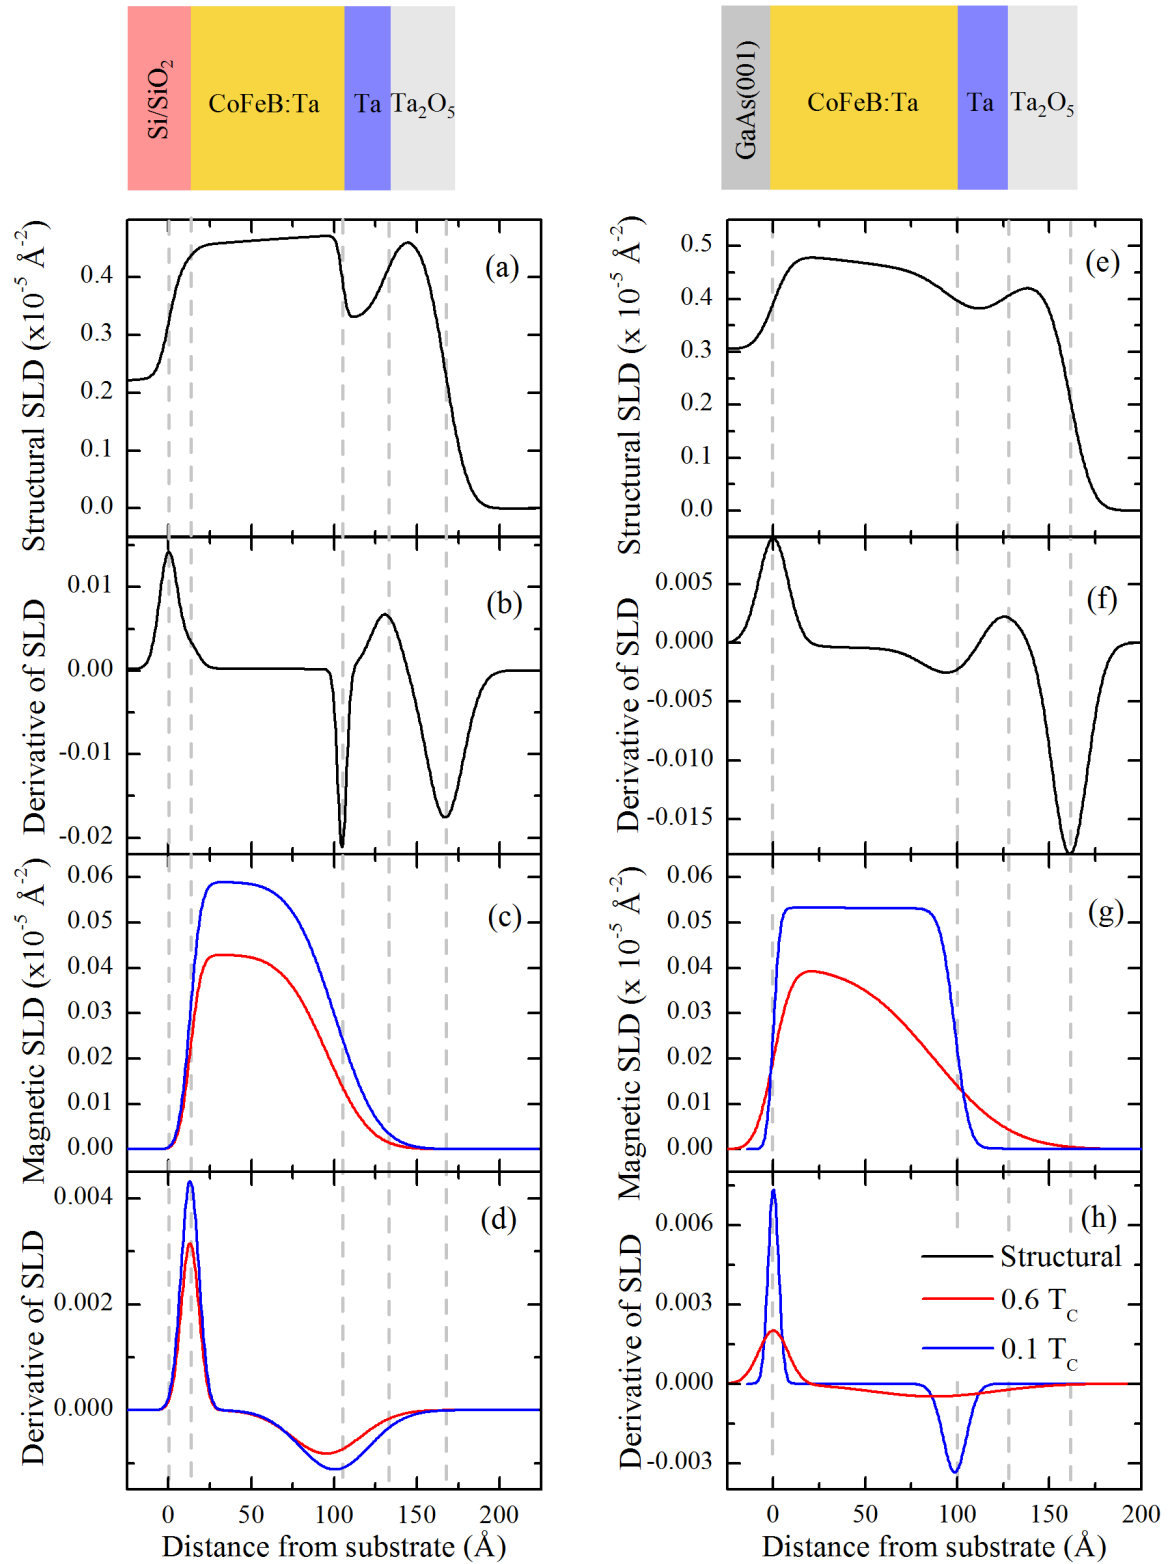 Si/SiO2
CoFeB:Ta
Ta
Ta2O5
GaAs(001)
CoFeB:Ta
Ta
Ta2O5
Structural SLD (x10-5 Å-2)
0.4
0.3
0.2
0.1
0.0
(a)
Derivative of SLD
0.01
0.00
-0.01
-0.02
(b)
Magnetic SLD (x10-5 Å-2)
0.06
0.05
0.04
0.03
0.02
0.01
0.00
(c)
Derivative of SLD
0.004
0.002
0.000
(d)
0
50
100
150
200
Distance from substrate (Å)
Structural SLD (x 10-5 Å-2)
0.5
0.4
0.3
0.2
0.1
0.0
(e)
Derivative of SLD
0.005
0.000
-0.005
-0.010
-0.015
(f)
Magnetic SLD (x 10-5 Å-2)
0.06
0.05
0.04
0.03
0.02
0.01
0.00
(g)
Derivative of SLD
0.006
0.003
0.000
-0.003
(h)
Structural
0.6 TC
0.1 TC
0
50
100
150
200
Distance from substrate (Å)